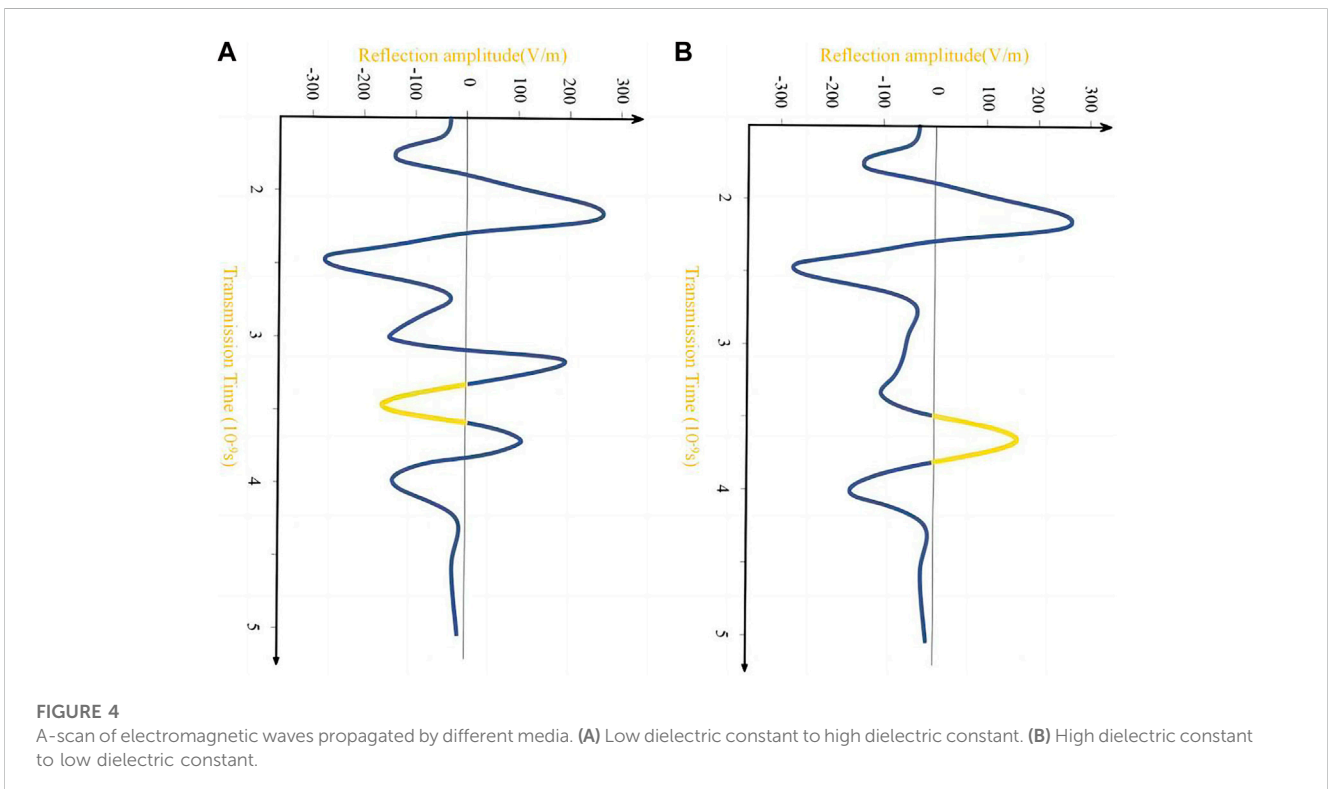 A
Reflection amplitude(V/m)
-300 -200 -100 0 100 200 300
2
3
4
5
Transmission Time (10⁻⁹s)
B
Reflection amplitude(V/m)
-300 -200 -100 0 100 200 300
2
3
4
5
Transmission Time (10⁻⁹s)
FIGURE 4
A-scan of electromagnetic waves propagated by different media. (A) Low dielectric constant to high dielectric constant. (B) High dielectric constant
to low dielectric constant.